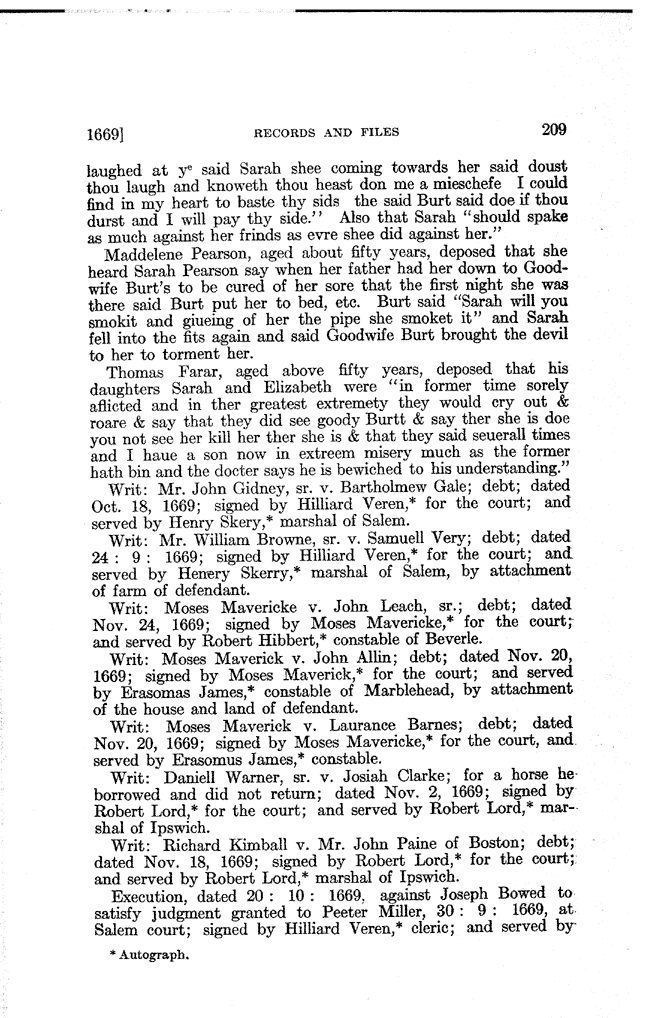 1669] RECORDS AND FILES 209
laughed at yᵉ said Sarah shee coming towards her said doust
thou laugh and knoweth thou heast don me a mieschefe I could
find in my heart to baste thy sids the said Burt said doe if thou
durst and I will pay thy side." Also that Sarah "should spake
as much against her frinds as evre shee did against her."
Maddelene Pearson, aged about fifty years, deposed that she
heard Sarah Pearson say when her father had her down to Good-
wife Burt's to be cured of her sore that the first night she was
there said Burt put her to bed, etc. Burt said "Sarah will you
smokit and giueing of her the pipe she smoket it" and Sarah
fell into the fits again and said Goodwife Burt brought the devil
to her to torment her.
Thomas Farar, aged above fifty years, deposed that his
daughters Sarah and Elizabeth were "in former time sorely
aflicted and in ther greatest extremety they would cry out &
roare & say that they did see goody Burtt & say ther she is doe
you not see her kill her ther she is & that they said seuerall times
and I haue a son now in extreem misery much as the former
hath bin and the docter says he is bewiched to his understanding."
Writ: Mr. John Gidney, sr. v. Bartholmew Gale; debt; dated
Oct. 18, 1669; signed by Hilliard Veren,* for the court; and
served by Henry Skery,* marshal of Salem.
Writ: Mr. William Browne, sr. v. Samuell Very; debt; dated
24 : 9 : 1669; signed by Hilliard Veren,* for the court; and
served by Henery Skerry,* marshal of Salem, by attachment
of farm of defendant.
Writ: Moses Mavericke v. John Leach, sr.; debt; dated
Nov. 24, 1669; signed by Moses Mavericke,* for the court;
and served by Robert Hibbert,* constable of Beverle.
Writ: Moses Maverick v. John Allin; debt; dated Nov. 20,
1669; signed by Moses Maverick,* for the court; and served
by Erasomas James,* constable of Marblehead, by attachment
of the house and land of defendant.
Writ: Moses Maverick v. Laurance Barnes; debt; dated
Nov. 20, 1669; signed by Moses Mavericke,* for the court, and
served by Erasomus James,* constable.
Writ: Daniell Warner, sr. v. Josiah Clarke; for a horse he
borrowed and did not return; dated Nov. 2, 1669; signed by
Robert Lord,* for the court; and served by Robert Lord,* mar-
shal of Ipswich.
Writ: Richard Kimball v. Mr. John Paine of Boston; debt;
dated Nov. 18, 1669; signed by Robert Lord,* for the court;
and served by Robert Lord,* marshal of Ipswich.
Execution, dated 20 : 10 : 1669, against Joseph Bowed to
satisfy judgment granted to Peeter Miller, 30 : 9 : 1669, at
Salem court; signed by Hilliard Veren,* cleric; and served by
* Autograph.